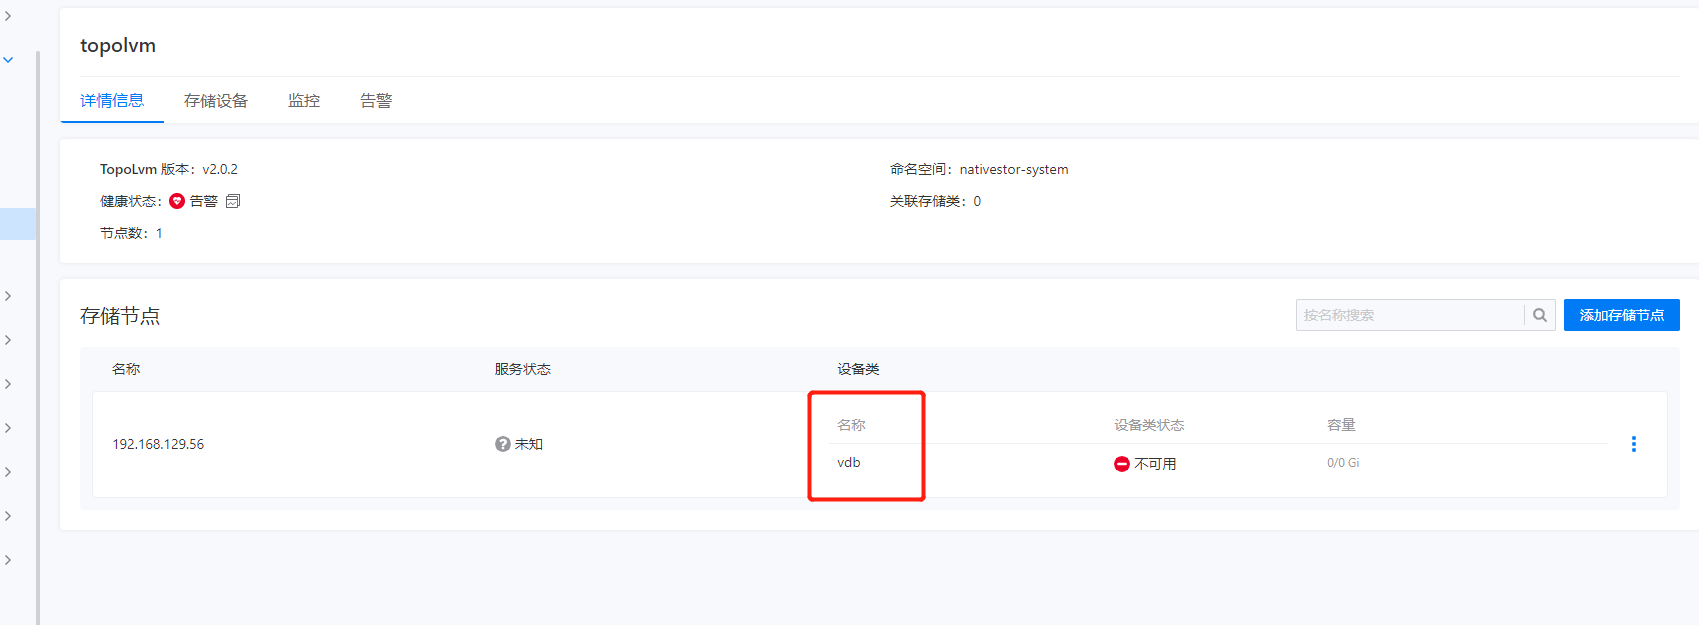 topolvm
详情信息 存储设备 监控 告警
TopoLvm 版本： v2.0.2
命名空间： nativestor-system
健康状态： 告警
关联存储类： 0
节点数： 1
存储节点
按名称搜索
添加存储节点
名称 服务状态 设备类
名称 设备类状态 容量
192.168.129.56 未知
vdb 不可用 0/0 Gi